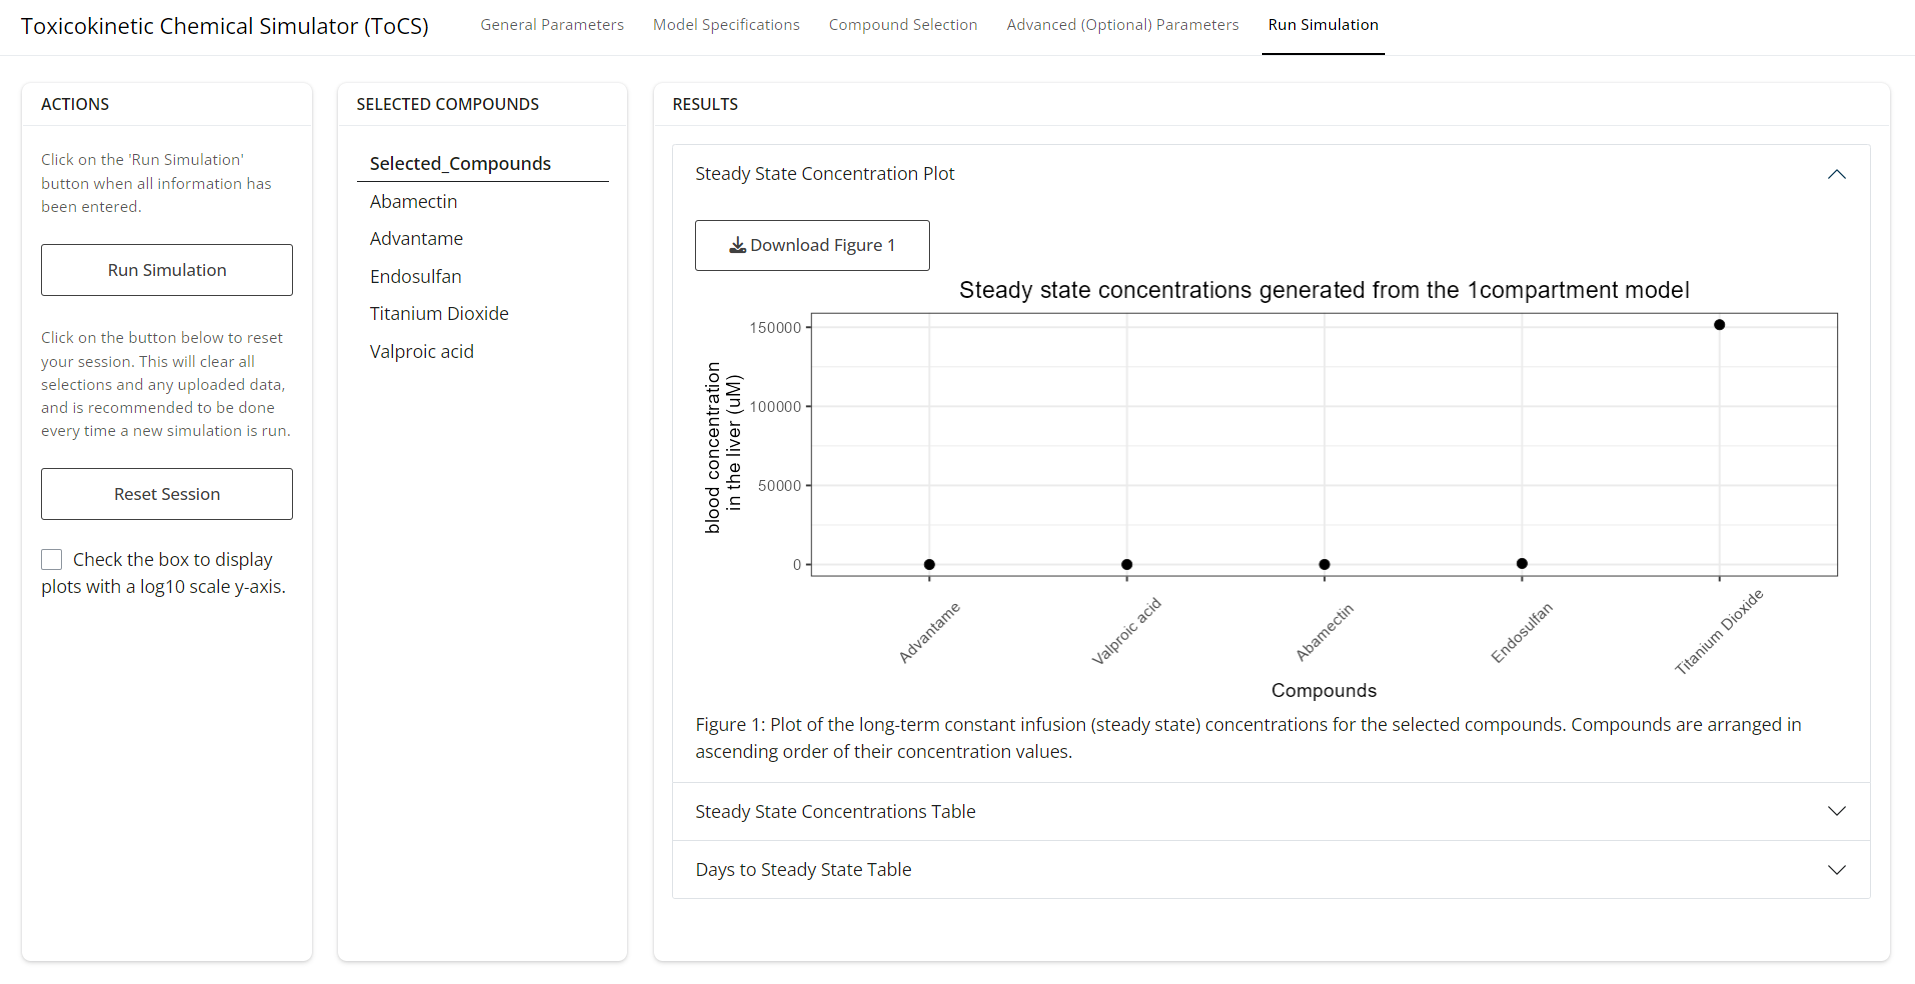 Toxicokinetic Chemical Simulator (ToCS)
General Parameters
Model Specifications
Compound Selection
Advanced (Optional) Parameters
Run Simulation
ACTIONS
Click on the 'Run Simulation'
button when all information has
been entered.
Run Simulation
Click on the button below to reset
your session. This will clear all
selections and any uploaded data,
and is recommended to be done
every time a new simulation is run.
Reset Session
Check the box to display
plots with a log10 scale y-axis.
SELECTED COMPOUNDS
Selected_Compounds
Abamectin
Advantame
Endosulfan
Titanium Dioxide
Valproic acid
RESULTS
Steady State Concentration Plot
Download Figure 1
Steady state concentrations generated from the 1compartment model
blood concentration
in the liver (uM)
150000
100000
50000
0
Advantame
Valproic acid
Abamectin
Endosulfan
Titanium Dioxide
Compounds
Figure 1: Plot of the long-term constant infusion (steady state) concentrations for the selected compounds. Compounds are arranged in
ascending order of their concentration values.
Steady State Concentrations Table
Days to Steady State Table